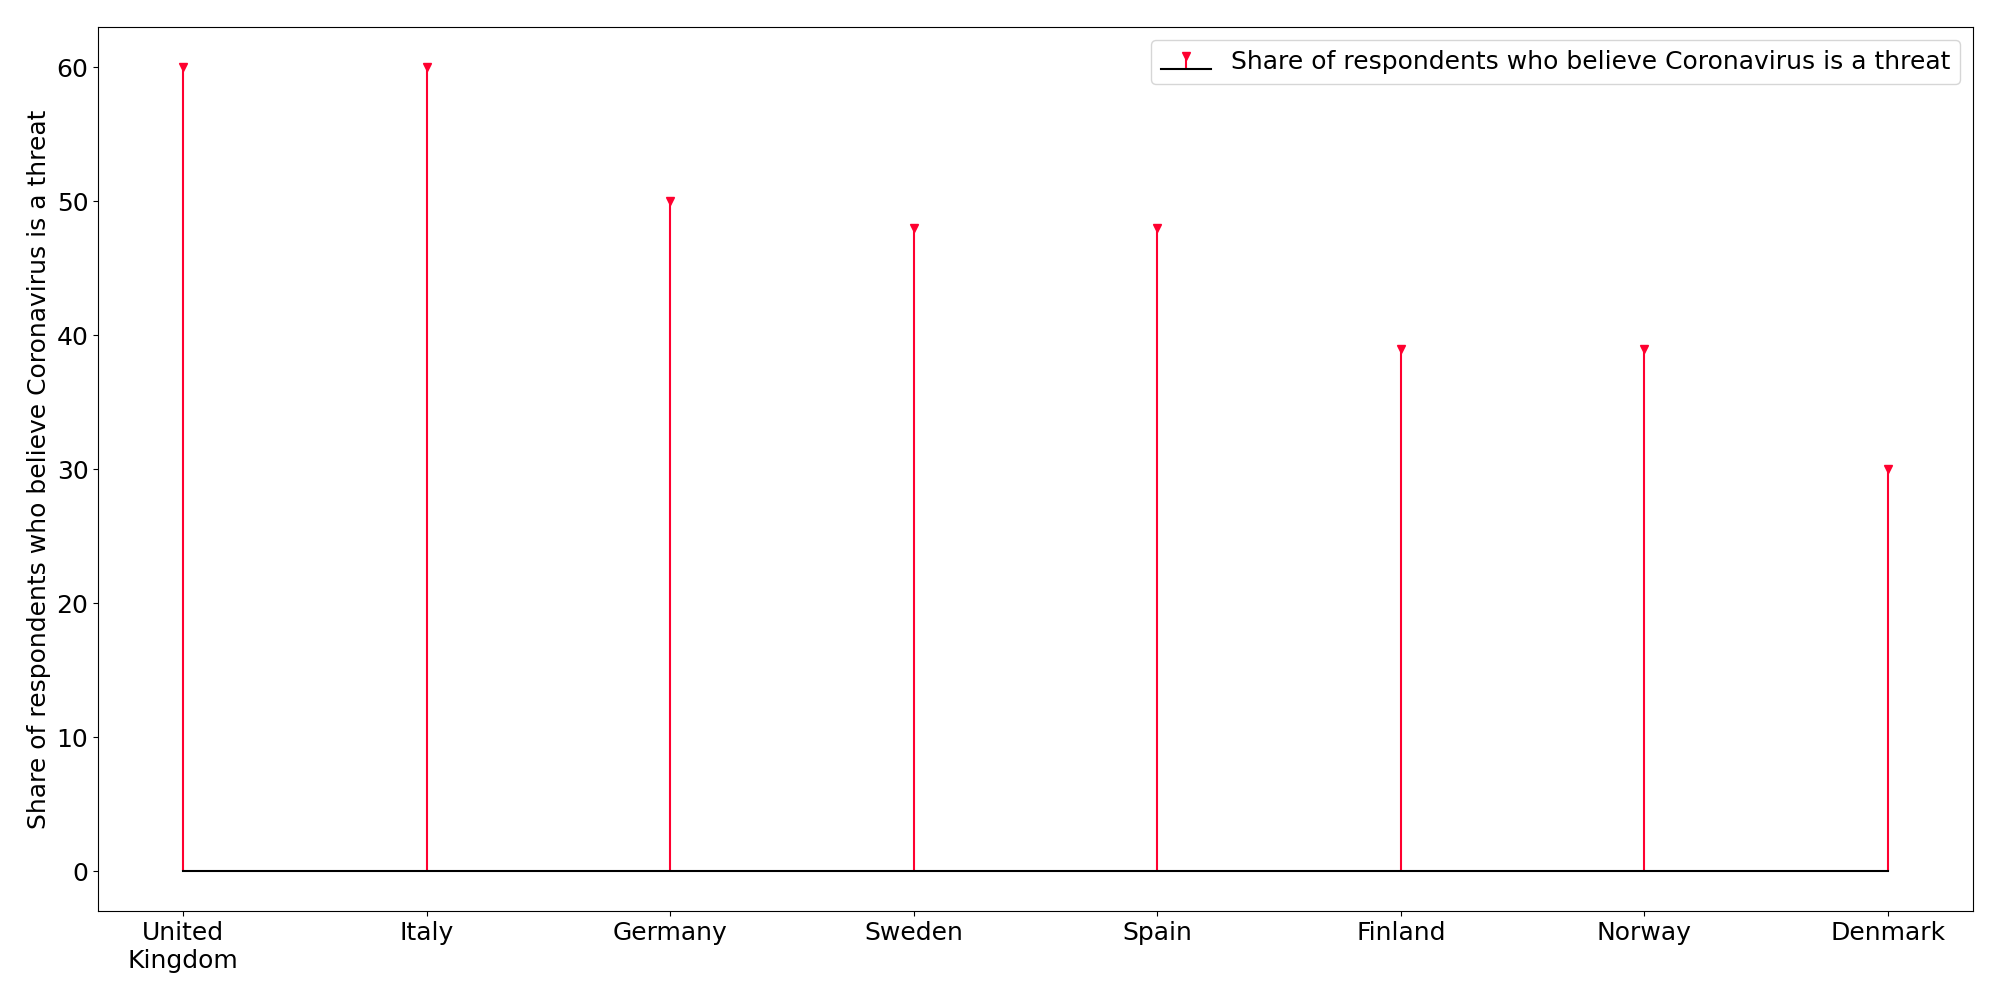 Share of respondents who believe Coronavirus is a threat
Share of respondents who believe Coronavirus is a threat
60
50
40
30
20
10
0
United
Kingdom
Italy
Germany
Sweden
Spain
Finland
Norway
Denmark